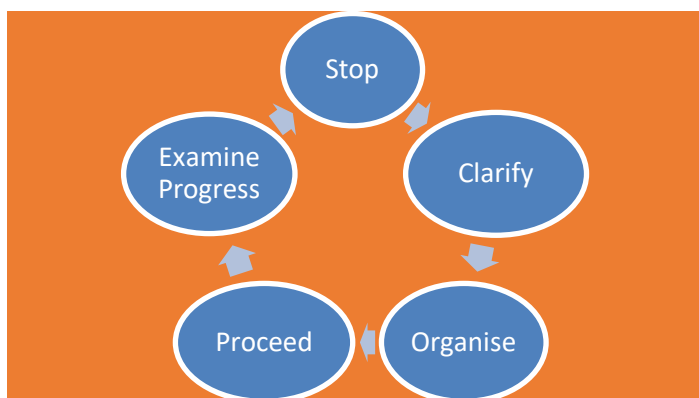 Stop
Clarify
Organise
Proceed
Examine
Progress